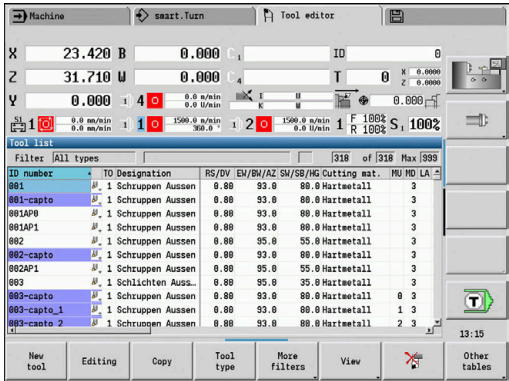 Machine smart.Turn Tool editor
X 23.420 B 0.000 C 1 ID 0
Z 31.710 W 0.000 C 4 T 0 X 0.0000 Z 0.0000
Y 0.000 4 0 0.0 m/min 0.0 U/min I U K W 0.000
S1 1 0 0.0 mm/min 0.0 mm/min 1 0 1500.0 m/min 360.0 ° 2 0 1500.0 m/min 0.0 U/min 1 F 100% R 100% S1 100%
Tool list
Filter All types 318 of 318 Max 999
ID number TO Designation RS/DV EW/BW/AZ SW/SB/HG Cutting mat. MU MD LA
001 1 Schruppen Aussen 0.80 93.0 80.0 Hartmetall 3
001-capto 1 Schruppen Aussen 0.80 93.0 80.0 Hartmetall 3
001AP0 1 Schruppen Aussen 0.80 93.0 80.0 Hartmetall 3
001AP1 1 Schruppen Aussen 0.80 93.0 80.0 Hartmetall 3
002 1 Schruppen Aussen 0.80 95.0 55.0 Hartmetall 3
002-capto 1 Schruppen Aussen 0.80 93.0 80.0 Hartmetall 3
002AP1 1 Schruppen Aussen 0.80 95.0 55.0 Hartmetall 3
003 1 Schlichten Auss… 0.80 95.0 35.0 Hartmetall 3
003-capto 1 Schruppen Aussen 0.80 93.0 80.0 Hartmetall 0 3
003-capto_1 1 Schruppen Aussen 0.80 93.0 80.0 Hartmetall 1 3
003-capto_2 1 Schruppen Aussen 0.80 93.0 80.0 Hartmetall 2 3
T
13:15
New tool
Editing
Copy
Tool type
More filters
View
Other tables